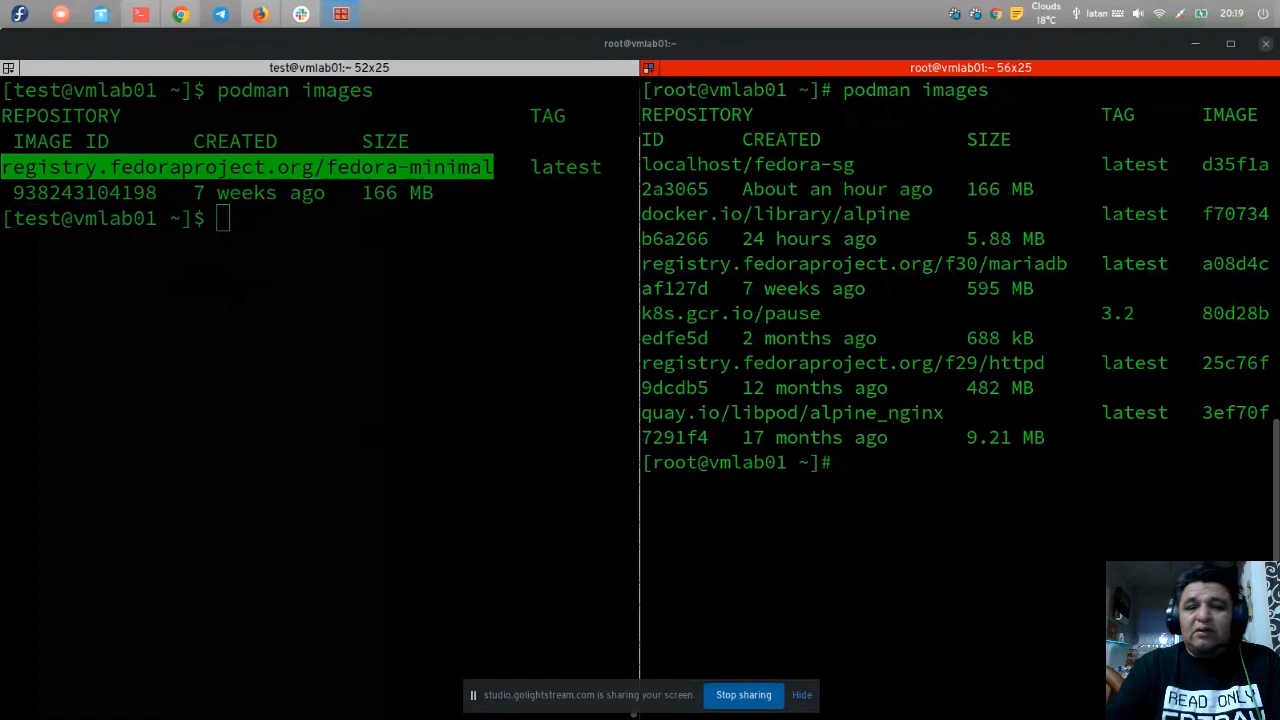 Clouds
18°C
latan
20:19
root@vmlab01:~
test@vmlab01:~ 52x25
[test@vmlab01 ~]$ podman images
REPOSITORY TAG
IMAGE ID CREATED SIZE
registry.fedoraproject.org/fedora-minimal latest
938243104198 7 weeks ago 166 MB
[test@vmlab01 ~]$
root@vmlab01:~ 56x25
[root@vmlab01 ~]# podman images
REPOSITORY TAG IMAGE
ID CREATED SIZE
localhost/fedora-sg latest d35f1a
2a3065 About an hour ago 166 MB
docker.io/library/alpine latest f70734
b6a266 24 hours ago 5.88 MB
registry.fedoraproject.org/f30/mariadb latest a08d4c
af127d 7 weeks ago 595 MB
k8s.gcr.io/pause 3.2 80d28b
edfe5d 2 months ago 688 kB
registry.fedoraproject.org/f29/httpd latest 25c76f
9dcdb5 12 months ago 482 MB
quay.io/libpod/alpine_nginx latest 3ef70f
7291f4 17 months ago 9.21 MB
[root@vmlab01 ~]#
studio.golightstream.com is sharing your screen
Stop sharing
Hide
READ ONLY